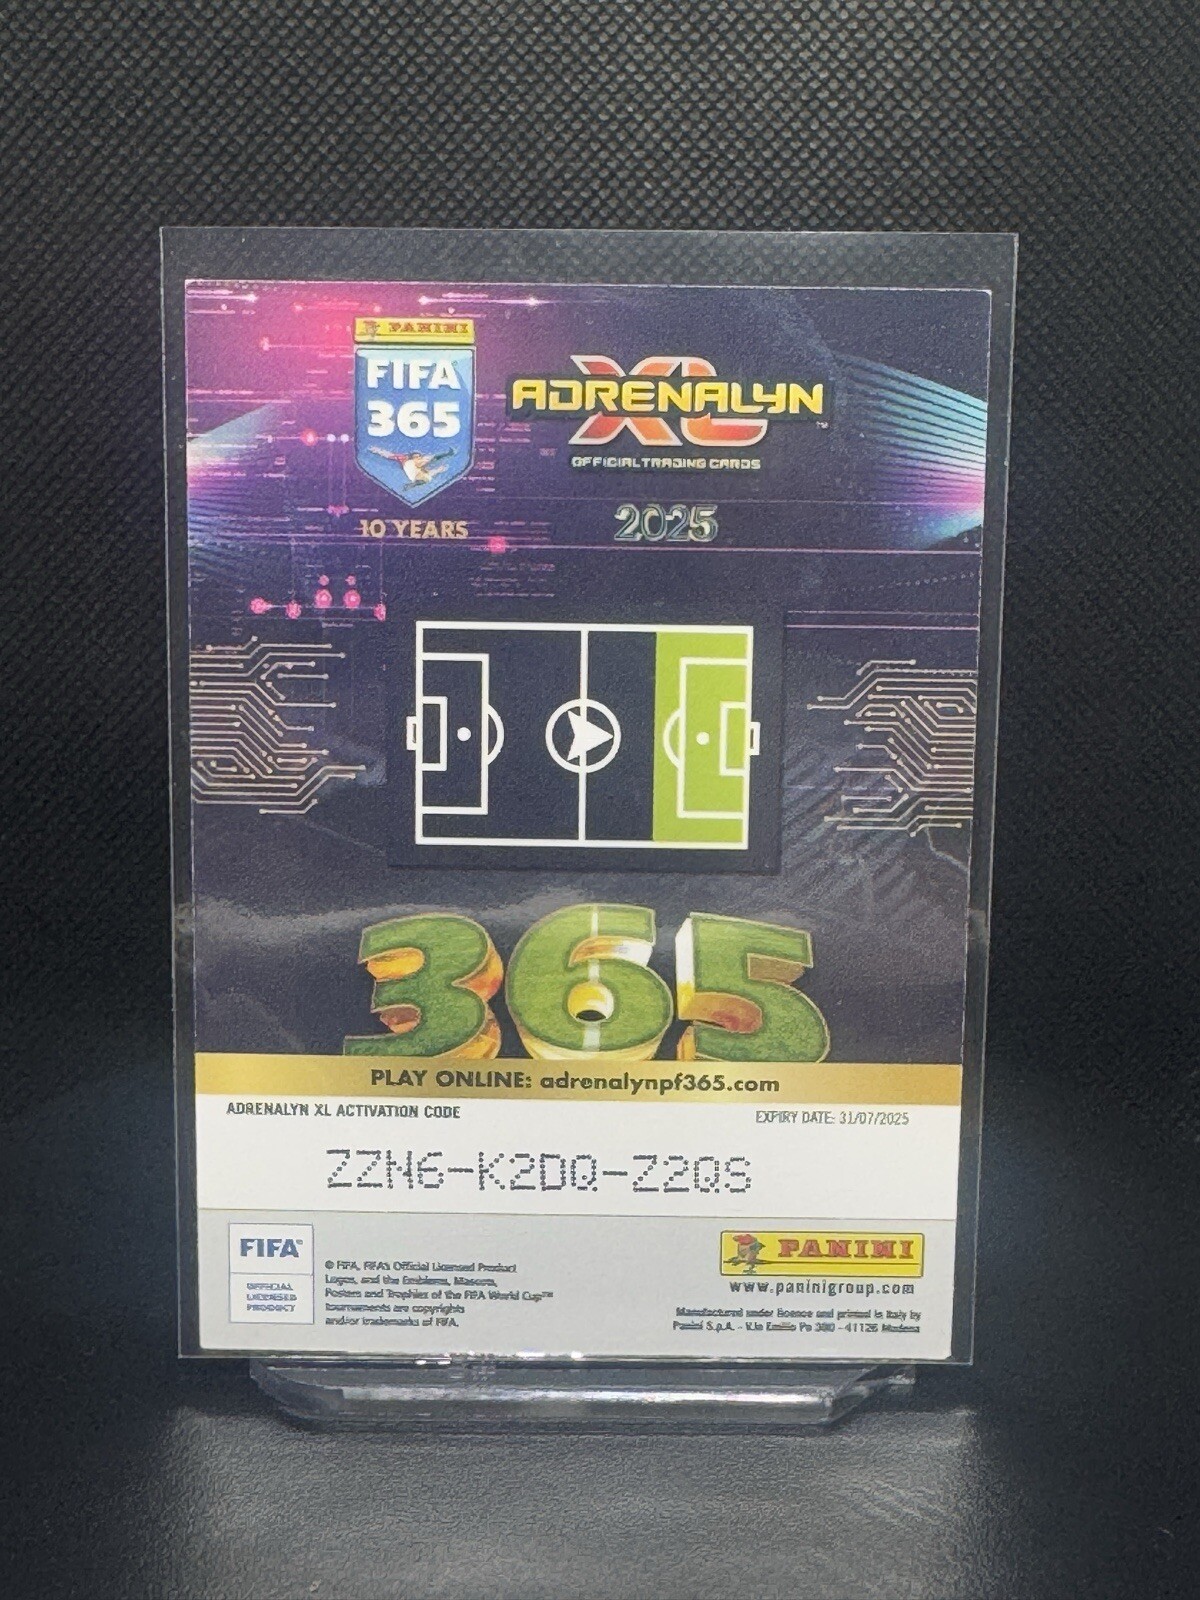 PANINI
FIFA
365
10 YEARS
ADRENALYN
XL
™
OFFICIAL TRADING CARDS
2025
365
PLAY ONLINE: adrenalynpf365.com
ADRENALYN XL ACTIVATION CODE
EXPIRY DATE: 31/07/2025
ZZN6-K2DQ-Z2QS
FIFA®
OFFICIAL
LICENSED
PRODUCT
© FIFA, FIFA's Official Licensed Product
Logos, and the Emblems, Mascots,
Posters and Trophies of the FIFA World Cup™
tournaments are copyrights
and/or trademarks of FIFA.
PANINI
www.paninigroup.com
Manufactured under licence and printed in Italy by
Panini S.p.A. - V.le Emilio Po 380 - 41126 Modena